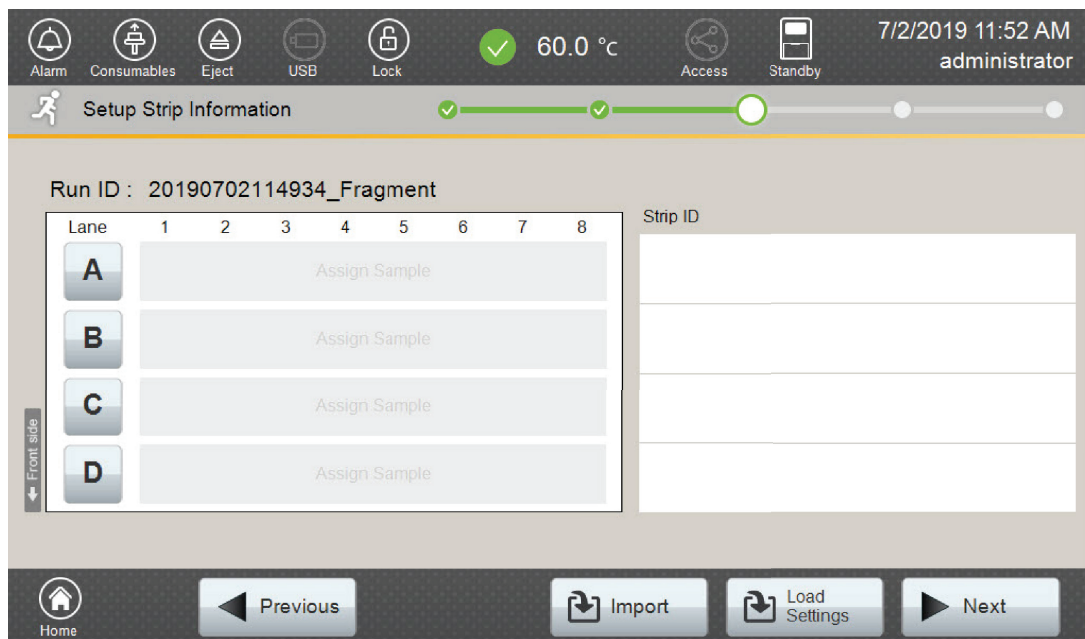 Alarm Consumables Eject USB Lock 60.0 °C Access Standby 7/2/2019 11:52 AM
administrator
Setup Strip Information
Run ID : 20190702114934_Fragment
Lane 1 2 3 4 5 6 7 8 Strip ID
A Assign Sample
B Assign Sample
C Assign Sample
D Assign Sample
Front side
Home Previous Import Load Settings Next